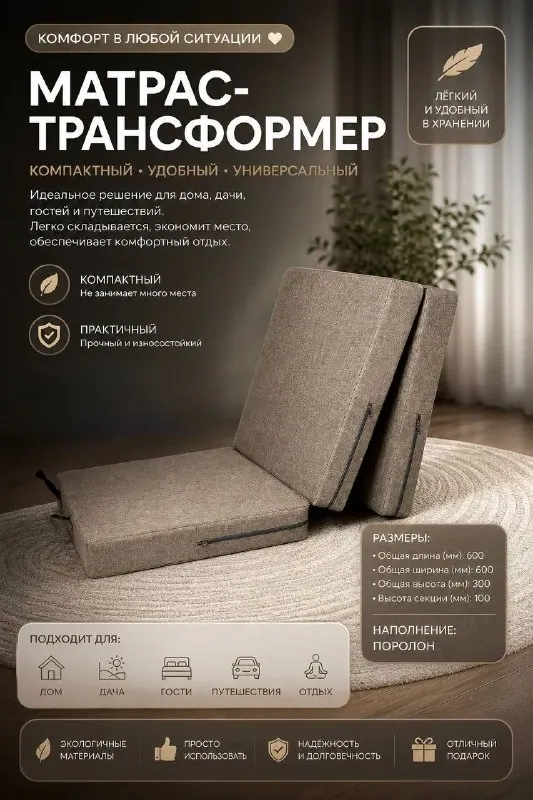 КОМФОРТ В ЛЮБОЙ СИТУАЦИИ
МАТРАС-
ТРАНСФОРМЕР
КОМПАКТНЫЙ • УДОБНЫЙ • УНИВЕРСАЛЬНЫЙ
Идеальное решение для дома, дачи,
гостей и путешествий.
Легко складывается, экономит место,
обеспечивает комфортный отдых.
ЛЁГКИЙ
И УДОБНЫЙ
В ХРАНЕНИИ
КОМПАКТНЫЙ
Не занимает много места
ПРАКТИЧНЫЙ
Прочный и износостойкий
РАЗМЕРЫ:
• Общая длина (мм): 600
• Общая ширина (мм): 600
• Общая высота (мм): 300
• Высота секции (мм): 100
НАПОЛНЕНИЕ:
ПОРОЛОН
ПОДХОДИТ ДЛЯ:
ДОМ
ДАЧА
ГОСТИ
ПУТЕШЕСТВИЯ
ОТДЫХ
ЭКОЛОГИЧНЫЕ
МАТЕРИАЛЫ
ПРОСТО
ИСПОЛЬЗОВАТЬ
НАДЁЖНОСТЬ
И ДОЛГОВЕЧНОСТЬ
ОТЛИЧНЫЙ
ПОДАРОК